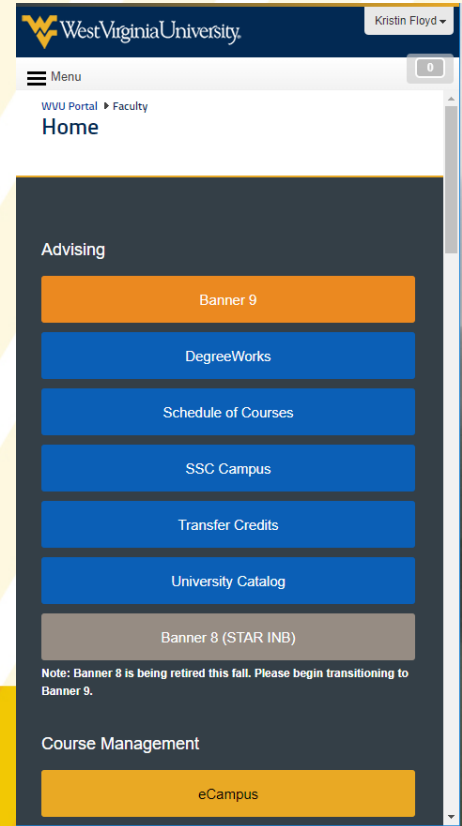 WestVirginiaUniversity.
Kristin Floyd
Menu
0
WVU Portal Faculty
Home
Advising
Banner 9
DegreeWorks
Schedule of Courses
SSC Campus
Transfer Credits
University Catalog
Banner 8 (STAR INB)
Note: Banner 8 is being retired this fall. Please begin transitioning to
Banner 9.
Course Management
eCampus